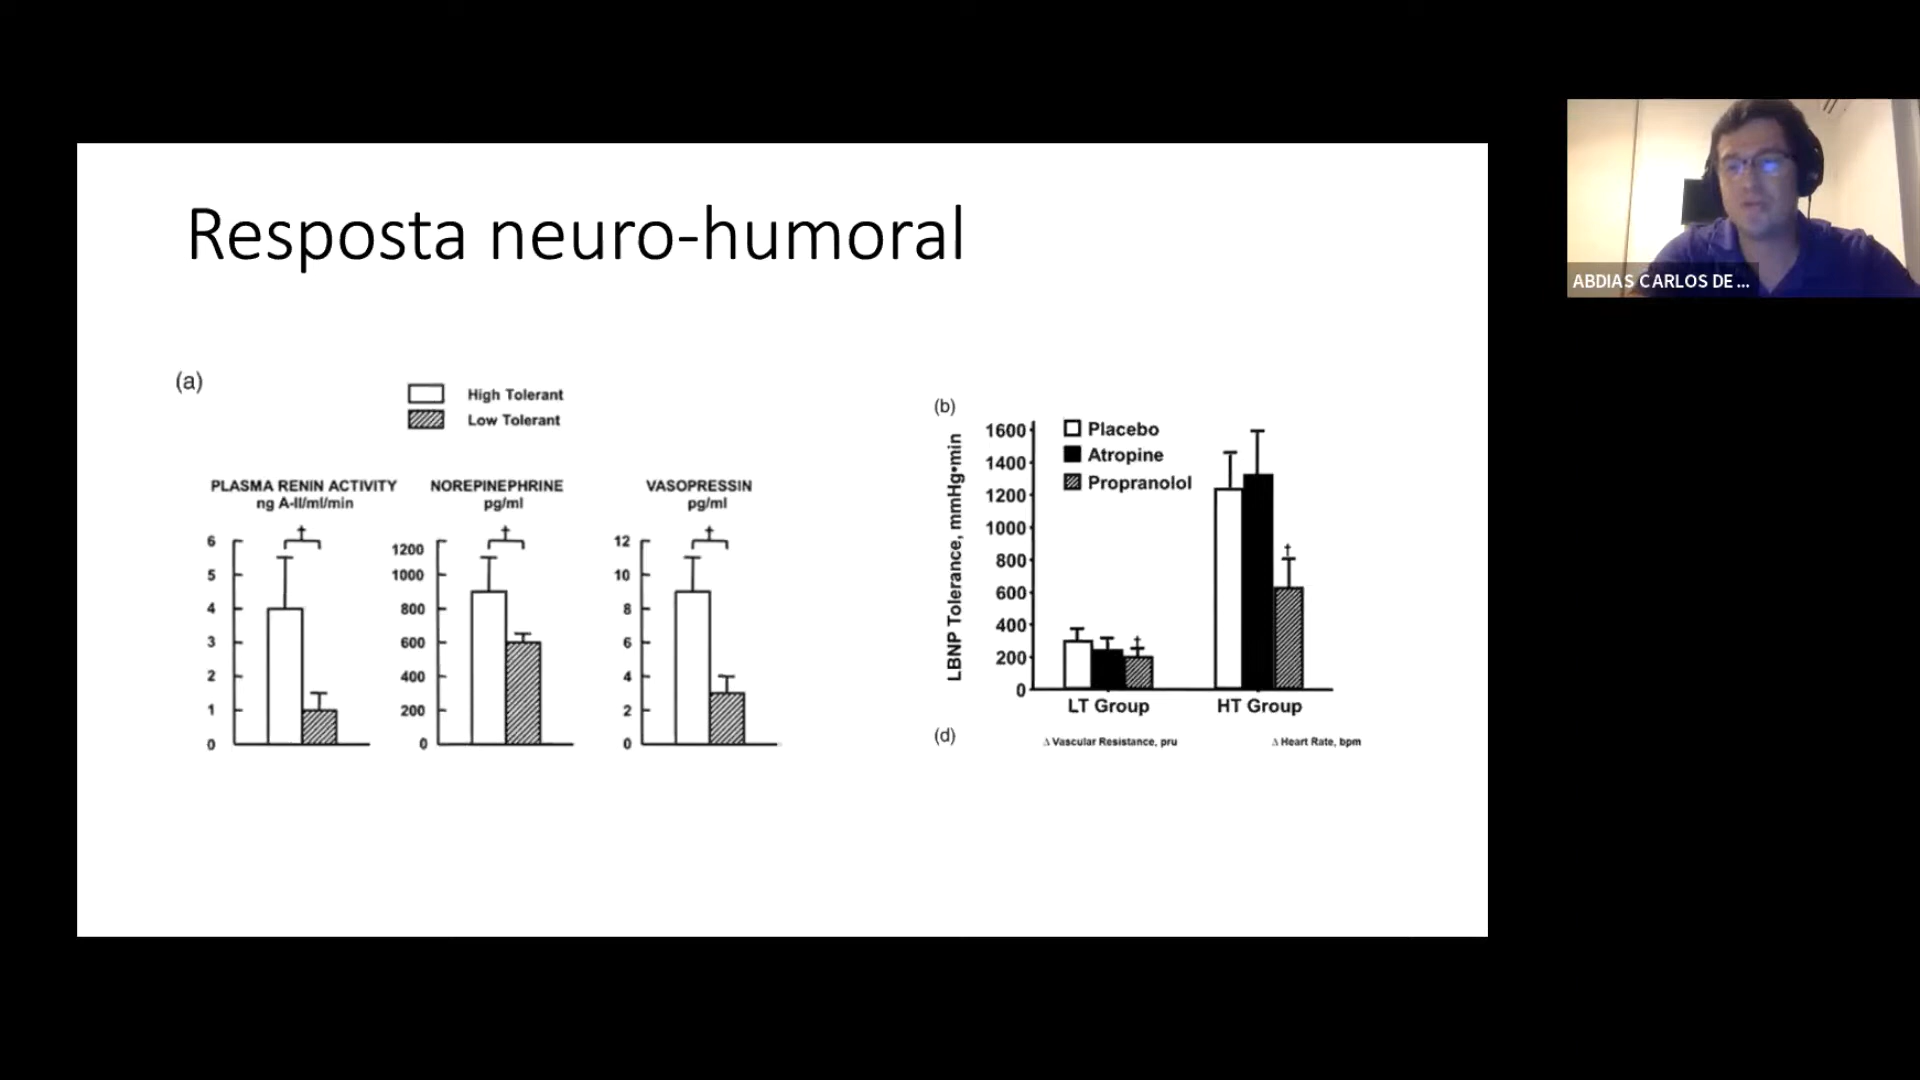 Resposta neuro-humoral
ABDIAS CARLOS DE ...
(a)
High Tolerant
Low Tolerant
PLASMA RENIN ACTIVITY
ng A-II/ml/min
6
5
4
3
2
1
0
NOREPINEPHRINE
pg/ml
1200
1000
800
600
400
200
0
VASOPRESSIN
pg/ml
12
10
8
6
4
2
0
†
†
†
(b)
LBNP Tolerance, mmHg•min
1600
1400
1200
1000
800
600
400
200
0
Placebo
Atropine
Propranolol
†
†
LT Group
HT Group
(d)
Δ Vascular Resistance, pru
Δ Heart Rate, bpm